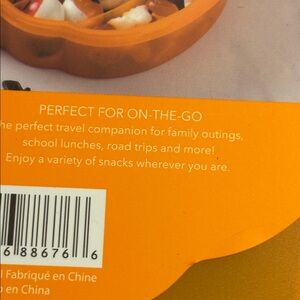 PERFECT FOR ON-THE-GO
he perfect travel companion for family outings,
school lunches, road trips and more!
Enjoy a variety of snacks wherever you are.
688676 6
Fabriqué en Chine
en China